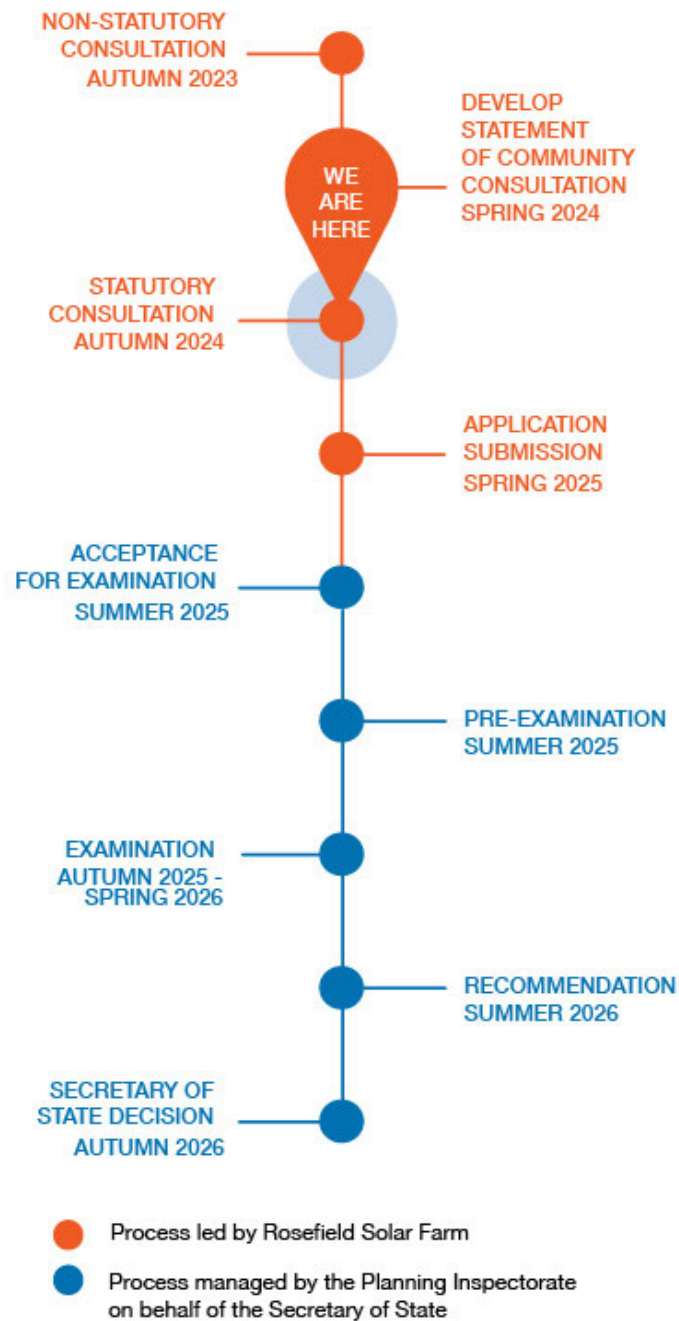 NON-STATUTORY
CONSULTATION
AUTUMN 2023
DEVELOP
STATEMENT
OF COMMUNITY
CONSULTATION
SPRING 2024
WE
ARE
HERE
STATUTORY
CONSULTATION
AUTUMN 2024
APPLICATION
SUBMISSION
SPRING 2025
ACCEPTANCE
FOR EXAMINATION
SUMMER 2025
PRE-EXAMINATION
SUMMER 2025
EXAMINATION
AUTUMN 2025 -
SPRING 2026
RECOMMENDATION
SUMMER 2026
SECRETARY OF
STATE DECISION
AUTUMN 2026
Process led by Rosefield Solar Farm
Process managed by the Planning Inspectorate
on behalf of the Secretary of State